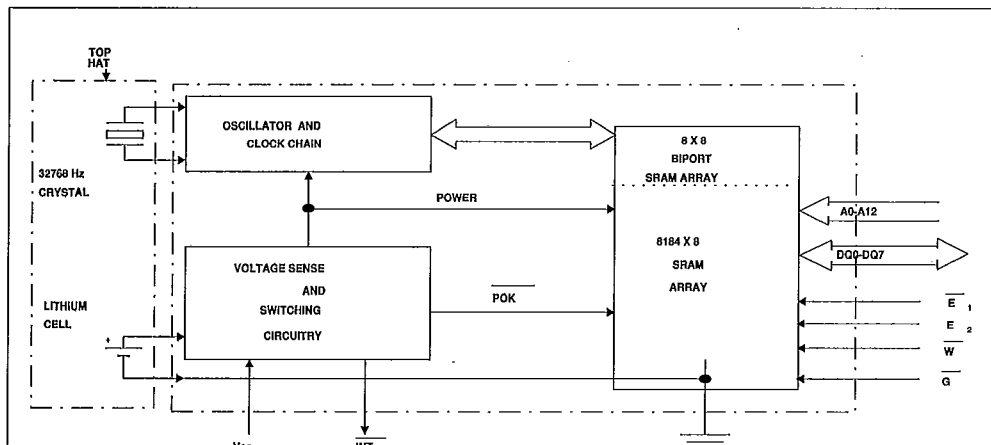 TOP
HAT
OSCILLATOR AND
CLOCK CHAIN
8 X 8
BIPORT
SRAM ARRAY
32768 Hz
CRYSTAL
POWER
A0-A12
VOLTAGE SENSE
AND
SWITCHING
CIRCUITRY
8184 X 8
SRAM
ARRAY
DQ0-DQ7
POK
LITHIUM
CELL
+
E 1
E 2
W
G